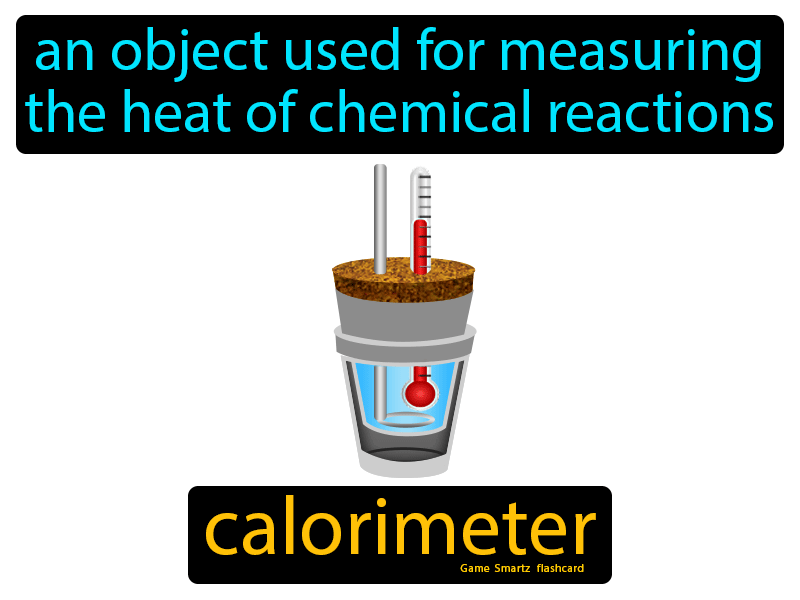 an object used for measuring
the heat of chemical reactions
calorimeter
Game Smartz flashcard